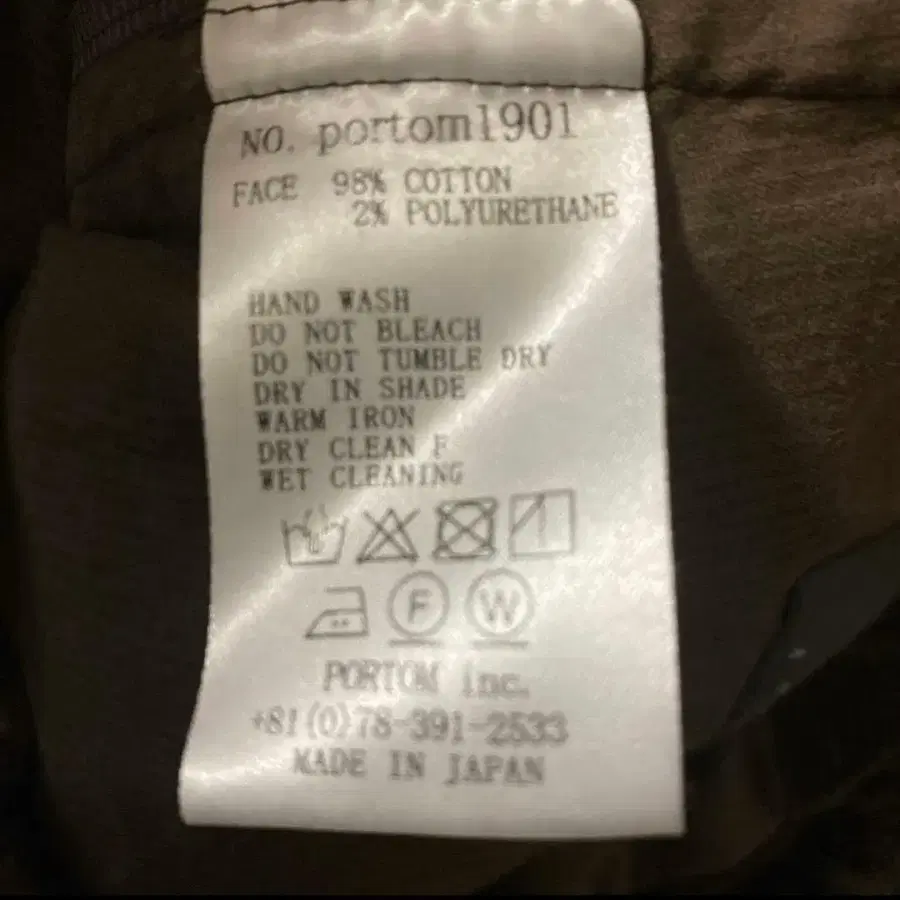 NO. portom1901
FACE 98% COTTON
2% POLYURETHANE
HAND WASH
DO NOT BLEACH
DO NOT TUMBLE DRY
DRY IN SHADE
WARM IRON
DRY CLEAN F
WET CLEANING
F W
PORTOM inc.
+81(0)78-391-2533
MADE IN JAPAN